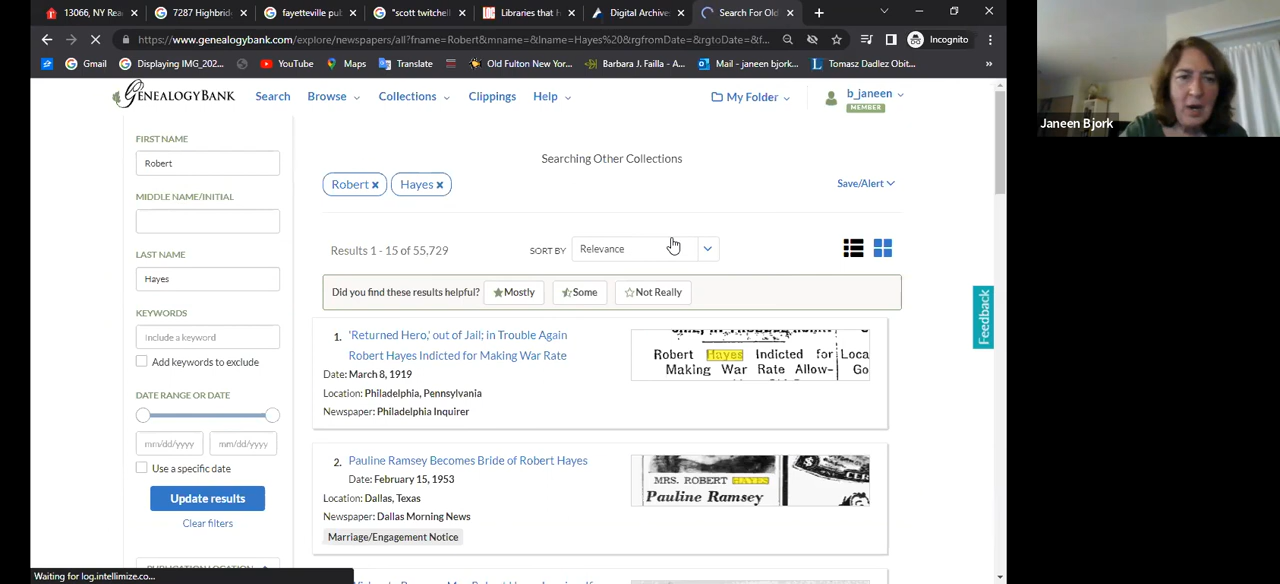 13066, NY Rea
7287 Highbrid
fayetteville pu
"scott twitchell
Libraries that H
Digital Archive
Search For Old
https://www.genealogybank.com/explore/newspapers/all?fname=Robert&mname=&lname=Hayes%20&rgfromDate=&rgtoDate=&f...
Incognito
Gmail
Displaying IMG_202...
YouTube
Maps
Translate
Old Fulton New Yor...
Barbara J. Failla - A...
Mail - janeen bjork...
Tomasz Dadlez Obit...
»
GENEALOGYBANK
Search
Browse
Collections
Clippings
Help
My Folder
b_janeen
MEMBER
FIRST NAME
Robert
MIDDLE NAME/INITIAL
LAST NAME
Hayes
KEYWORDS
Include a keyword
Add keywords to exclude
DATE RANGE OR DATE
mm/dd/yyyy
mm/dd/yyyy
Use a specific date
Update results
Clear filters
Searching Other Collections
Robert ×
Hayes ×
Save/Alert
Results 1 - 15 of 55,729
SORT BY
Relevance
Did you find these results helpful?
Mostly
Some
Not Really
1. 'Returned Hero,' out of Jail; in Trouble Again
Robert Hayes Indicted for Making War Rate
Date: March 8, 1919
Location: Philadelphia, Pennsylvania
Newspaper: Philadelphia Inquirer
Robert Hayes Indicted for Loca
Making War Rate Allow- Go
2. Pauline Ramsey Becomes Bride of Robert Hayes
Date: February 15, 1953
Location: Dallas, Texas
Newspaper: Dallas Morning News
Marriage/Engagement Notice
MRS. ROBERT HAYES
Pauline Ramsey
Feedback
Waiting for log.intellimize.co...
Janeen Bjork